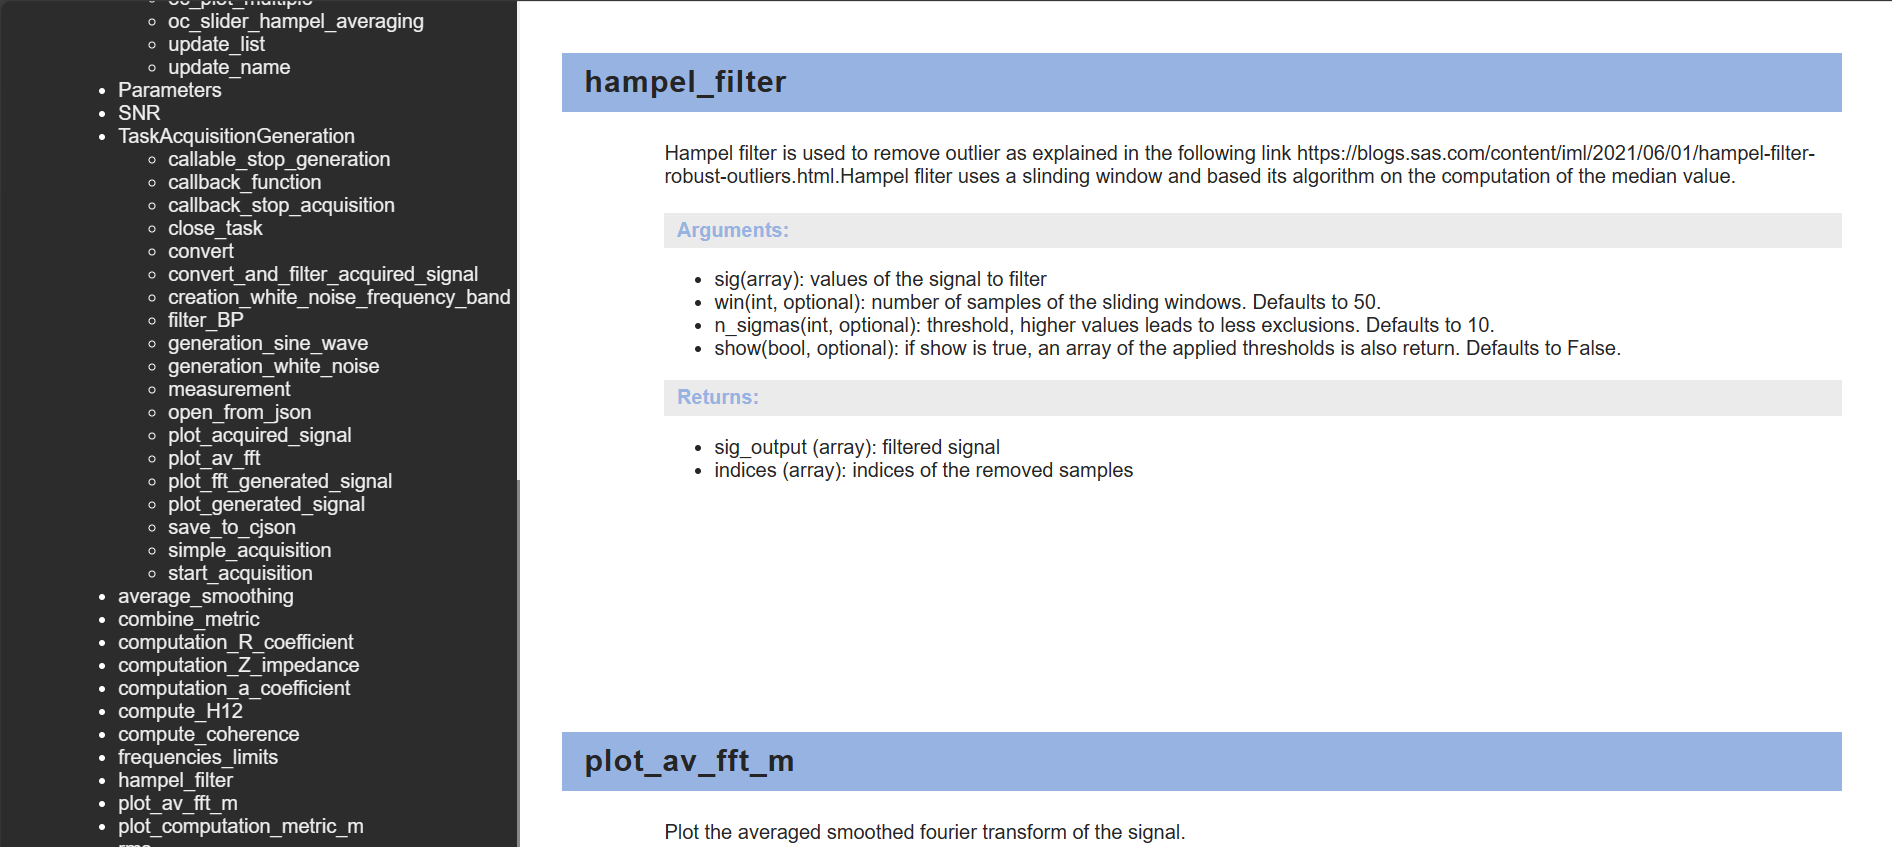 oc_plot_multiple
oc_slider_hampel_averaging
update_list
update_name
Parameters
SNR
TaskAcquisitionGeneration
callable_stop_generation
callback_function
callback_stop_acquisition
close_task
convert
convert_and_filter_acquired_signal
creation_white_noise_frequency_band
filter_BP
generation_sine_wave
generation_white_noise
measurement
open_from_json
plot_acquired_signal
plot_av_fft
plot_fft_generated_signal
plot_generated_signal
save_to_cjson
simple_acquisition
start_acquisition
average_smoothing
combine_metric
computation_R_coefficient
computation_Z_impedance
computation_a_coefficient
compute_H12
compute_coherence
frequencies_limits
hampel_filter
plot_av_fft_m
plot_computation_metric_m
hampel_filter
Hampel filter is used to remove outlier as explained in the following link https://blogs.sas.com/content/iml/2021/06/01/hampel-filter-
robust-outliers.html.Hampel fliter uses a slinding window and based its algorithm on the computation of the median value.
Arguments:
sig(array): values of the signal to filter
win(int, optional): number of samples of the sliding windows. Defaults to 50.
n_sigmas(int, optional): threshold, higher values leads to less exclusions. Defaults to 10.
show(bool, optional): if show is true, an array of the applied thresholds is also return. Defaults to False.
Returns:
sig_output (array): filtered signal
indices (array): indices of the removed samples
plot_av_fft_m
Plot the averaged smoothed fourier transform of the signal.